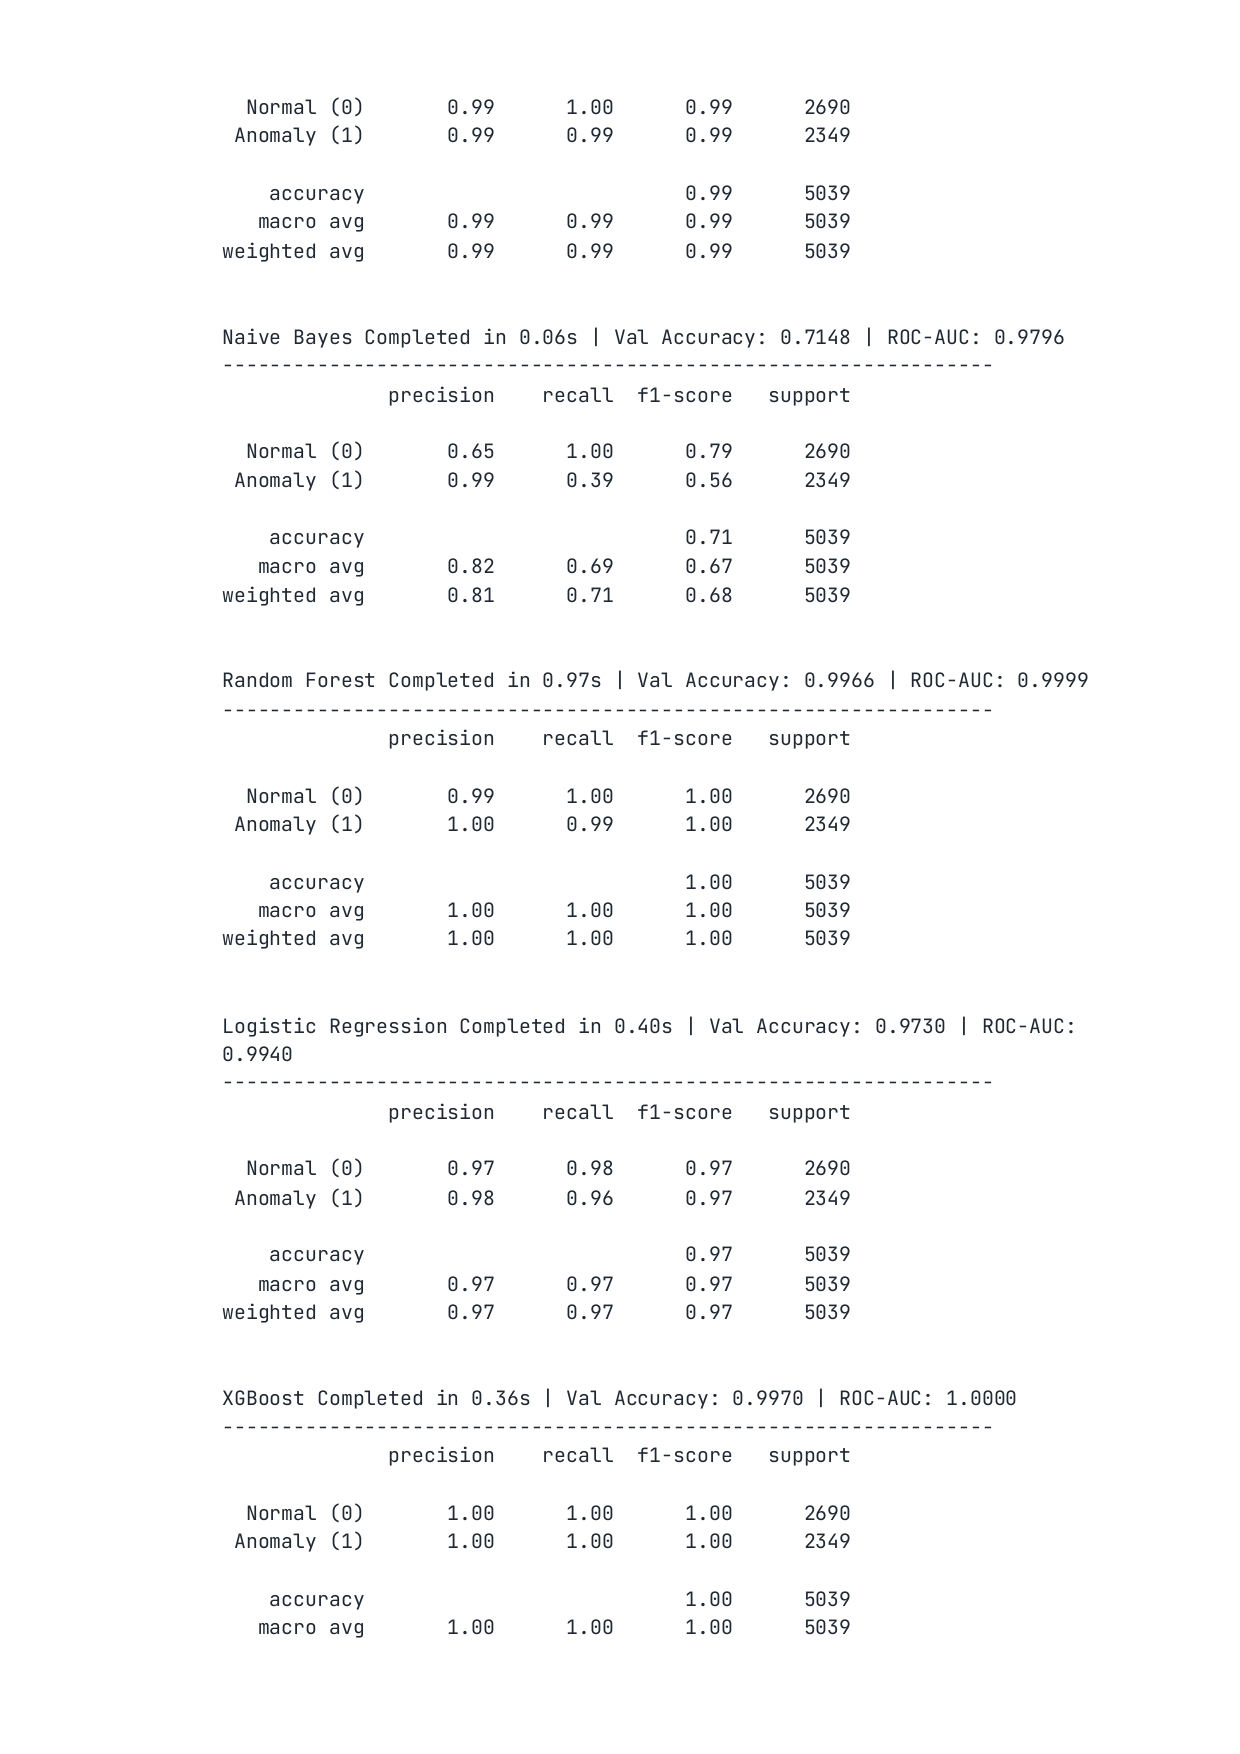 Normal (0)       0.99      1.00      0.99      2690
Anomaly (1)       0.99      0.99      0.99      2349
accuracy                           0.99      5039
macro avg       0.99      0.99      0.99      5039
weighted avg       0.99      0.99      0.99      5039
Naive Bayes Completed in 0.06s | Val Accuracy: 0.7148 | ROC-AUC: 0.9796
-----------------------------------------------------------------
precision    recall  f1-score   support
Normal (0)       0.65      1.00      0.79      2690
Anomaly (1)       0.99      0.39      0.56      2349
accuracy                           0.71      5039
macro avg       0.82      0.69      0.67      5039
weighted avg       0.81      0.71      0.68      5039
Random Forest Completed in 0.97s | Val Accuracy: 0.9966 | ROC-AUC: 0.9999
-----------------------------------------------------------------
precision    recall  f1-score   support
Normal (0)       0.99      1.00      1.00      2690
Anomaly (1)       1.00      0.99      1.00      2349
accuracy                           1.00      5039
macro avg       1.00      1.00      1.00      5039
weighted avg       1.00      1.00      1.00      5039
Logistic Regression Completed in 0.40s | Val Accuracy: 0.9730 | ROC-AUC:
0.9940
-----------------------------------------------------------------
precision    recall  f1-score   support
Normal (0)       0.97      0.98      0.97      2690
Anomaly (1)       0.98      0.96      0.97      2349
accuracy                           0.97      5039
macro avg       0.97      0.97      0.97      5039
weighted avg       0.97      0.97      0.97      5039
XGBoost Completed in 0.36s | Val Accuracy: 0.9970 | ROC-AUC: 1.0000
-----------------------------------------------------------------
precision    recall  f1-score   support
Normal (0)       1.00      1.00      1.00      2690
Anomaly (1)       1.00      1.00      1.00      2349
accuracy                           1.00      5039
macro avg       1.00      1.00      1.00      5039